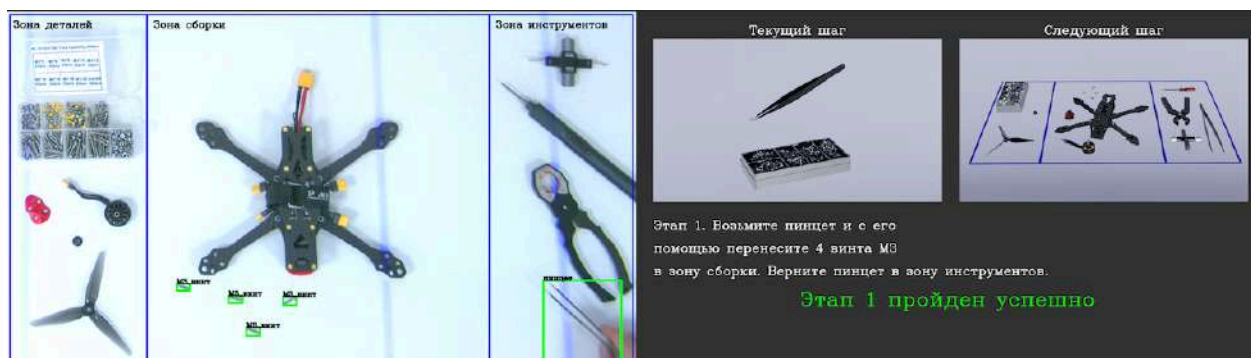 Зона деталей
Зона сборки
Зона инструментов
M3_винт
M3_винт
M3_винт
M3_винт
пинцет
Текущий шаг
Следующий шаг
Этап 1. Возьмите пинцет и с его
помощью перенесите 4 винта M3
в зону сборки. Верните пинцет в зону инструментов.
Этап 1 пройден успешно